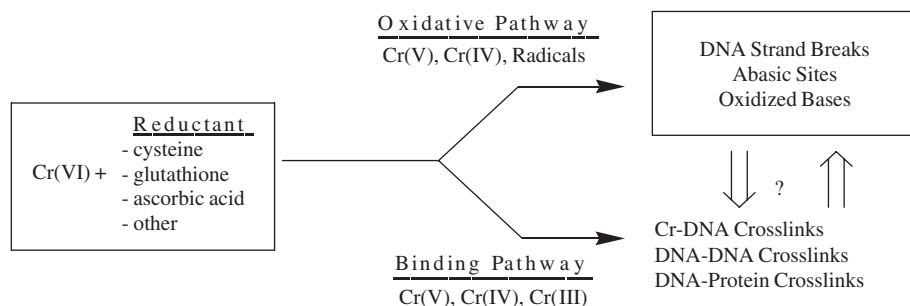 Oxidative Pathway
Cr(V), Cr(IV), Radicals
DNA Strand Breaks
Abasic Sites
Oxidized Bases
Reductant
Cr(VI) +
- cysteine
- glutathione
- ascorbic acid
- other
?
Cr-DNA Crosslinks
DNA-DNA Crosslinks
DNA-Protein Crosslinks
Binding Pathway
Cr(V), Cr(IV), Cr(III)